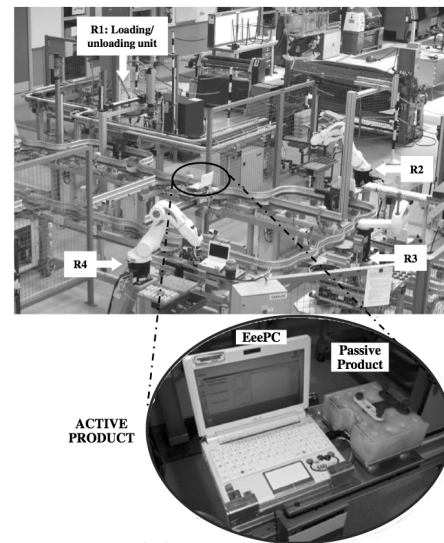 R1: Loading/
unloading unit
R2
R3
R4
EeePC
Passive
Product
ACTIVE
PRODUCT